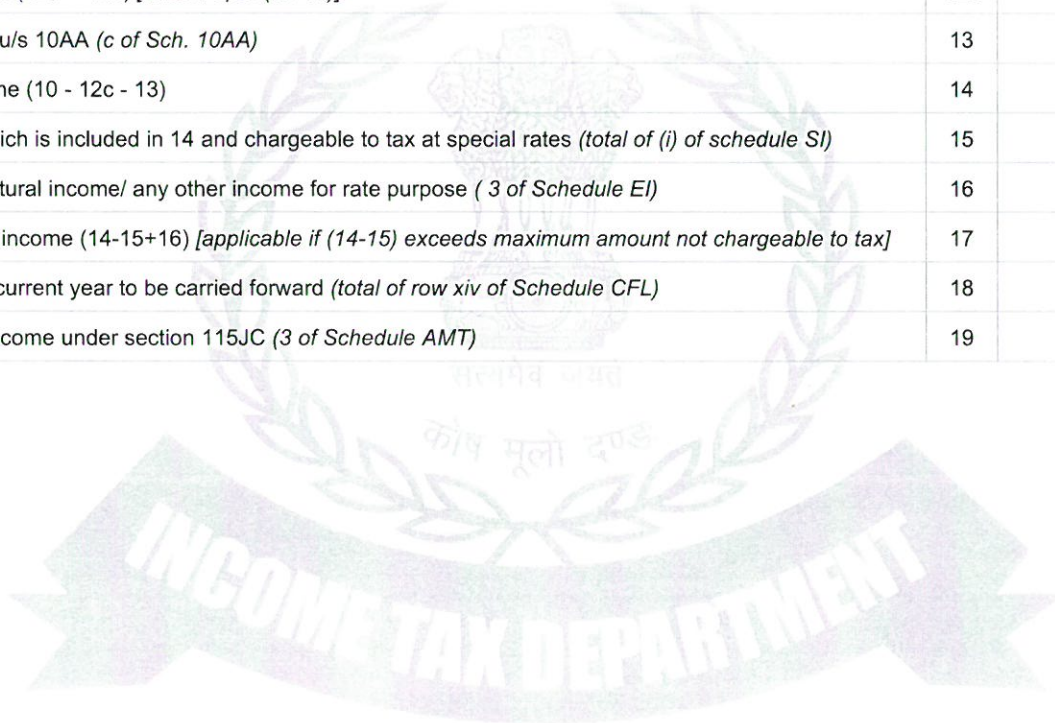 u/s 10AA (c of Sch. 10AA) 13
ne (10 - 12c - 13) 14
ich is included in 14 and chargeable to tax at special rates (total of (i) of schedule SI) 15
tural income/ any other income for rate purpose ( 3 of Schedule EI) 16
income (14-15+16) [applicable if (14-15) exceeds maximum amount not chargeable to tax] 17
current year to be carried forward (total of row xiv of Schedule CFL) 18
come under section 115JC (3 of Schedule AMT) 19
सत्यमेव जयते
कोष मूलो दण्ड
INCOME TAX DEPARTMENT